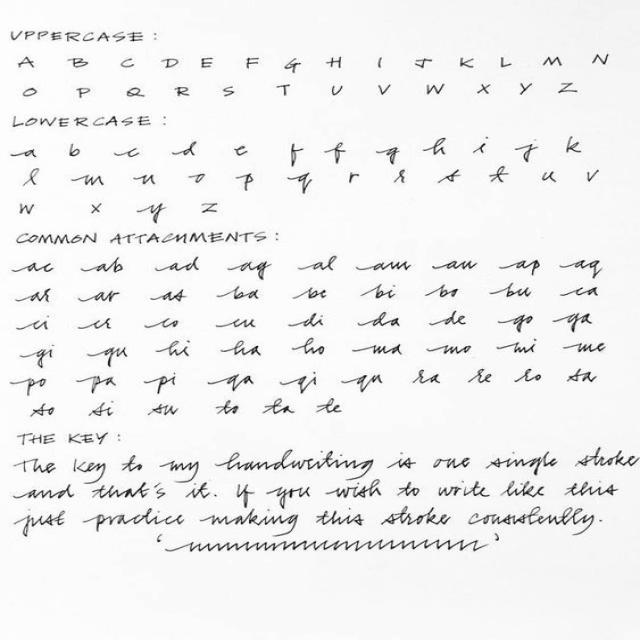 UPPERCASE :
A B C D E F G H I J K L M N
O P Q R S T U V W X Y Z
LOWERCASE :
a b c d e f f g h i j k
l m n o p q r r s t u v
w x y z
COMMON ATTACHMENTS :
ac ab ad ag al am an ap aq
ar ar as ba be bi bo bu ca
ci cr co cu di da de go ga
gi gu hi ha ho ma mo mi me
po pa pi qa qi qu ra re ro sa
so si su to ta te
THE KEY :
The key to my handwriting is one single stroke
and that's it. If you wish to write like this
just practice making this stroke consistently.